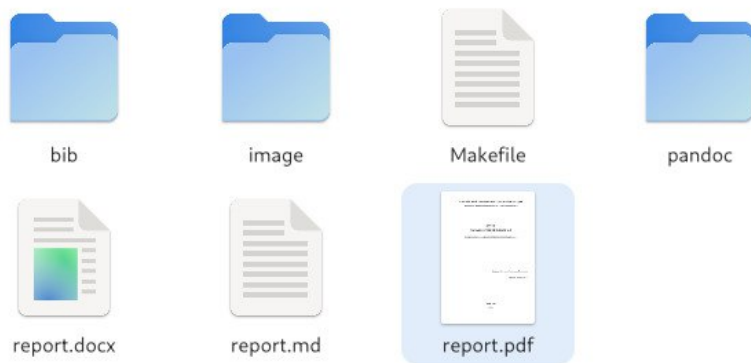 bib
image
Makefile
pandoc
report.docx
report.md
report.pdf